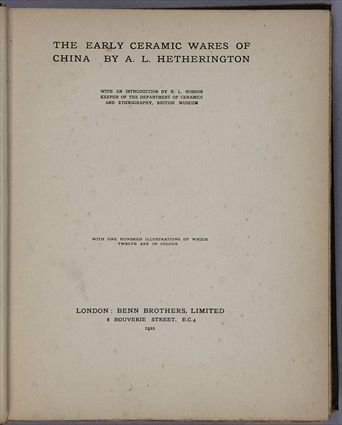 THE EARLY CERAMIC WARES OF
CHINA BY A. L. HETHERINGTON
WITH AN INTRODUCTION BY R. L. HOBSON
KEEPER OF THE DEPARTMENT OF CERAMICS
AND ETHNOGRAPHY, BRITISH MUSEUM
WITH ONE HUNDRED ILLUSTRATIONS OF WHICH
TWELVE ARE IN COLOUR
LONDON: BENN BROTHERS, LIMITED
8 BOUVERIE STREET, E.C.4
1922